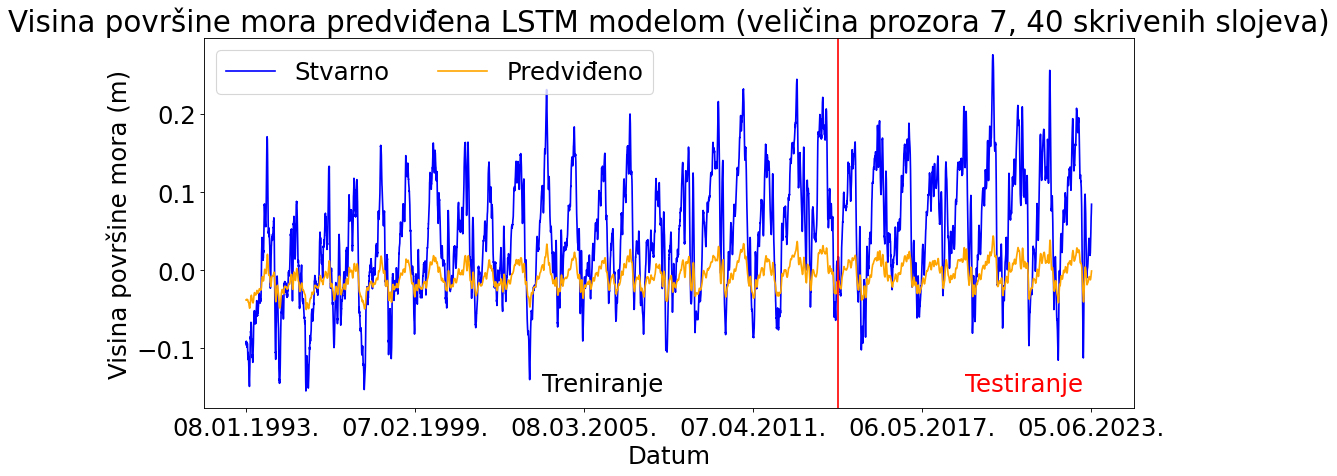 Visina površine mora predviđena LSTM modelom (veličina prozora 7, 40 skrivenih slojeva)
Stvarno
Predviđeno
Visina površine mora (m)
0.2
0.1
0.0
−0.1
Treniranje
Testiranje
08.01.1993.
07.02.1999.
08.03.2005.
07.04.2011.
06.05.2017.
05.06.2023.
Datum